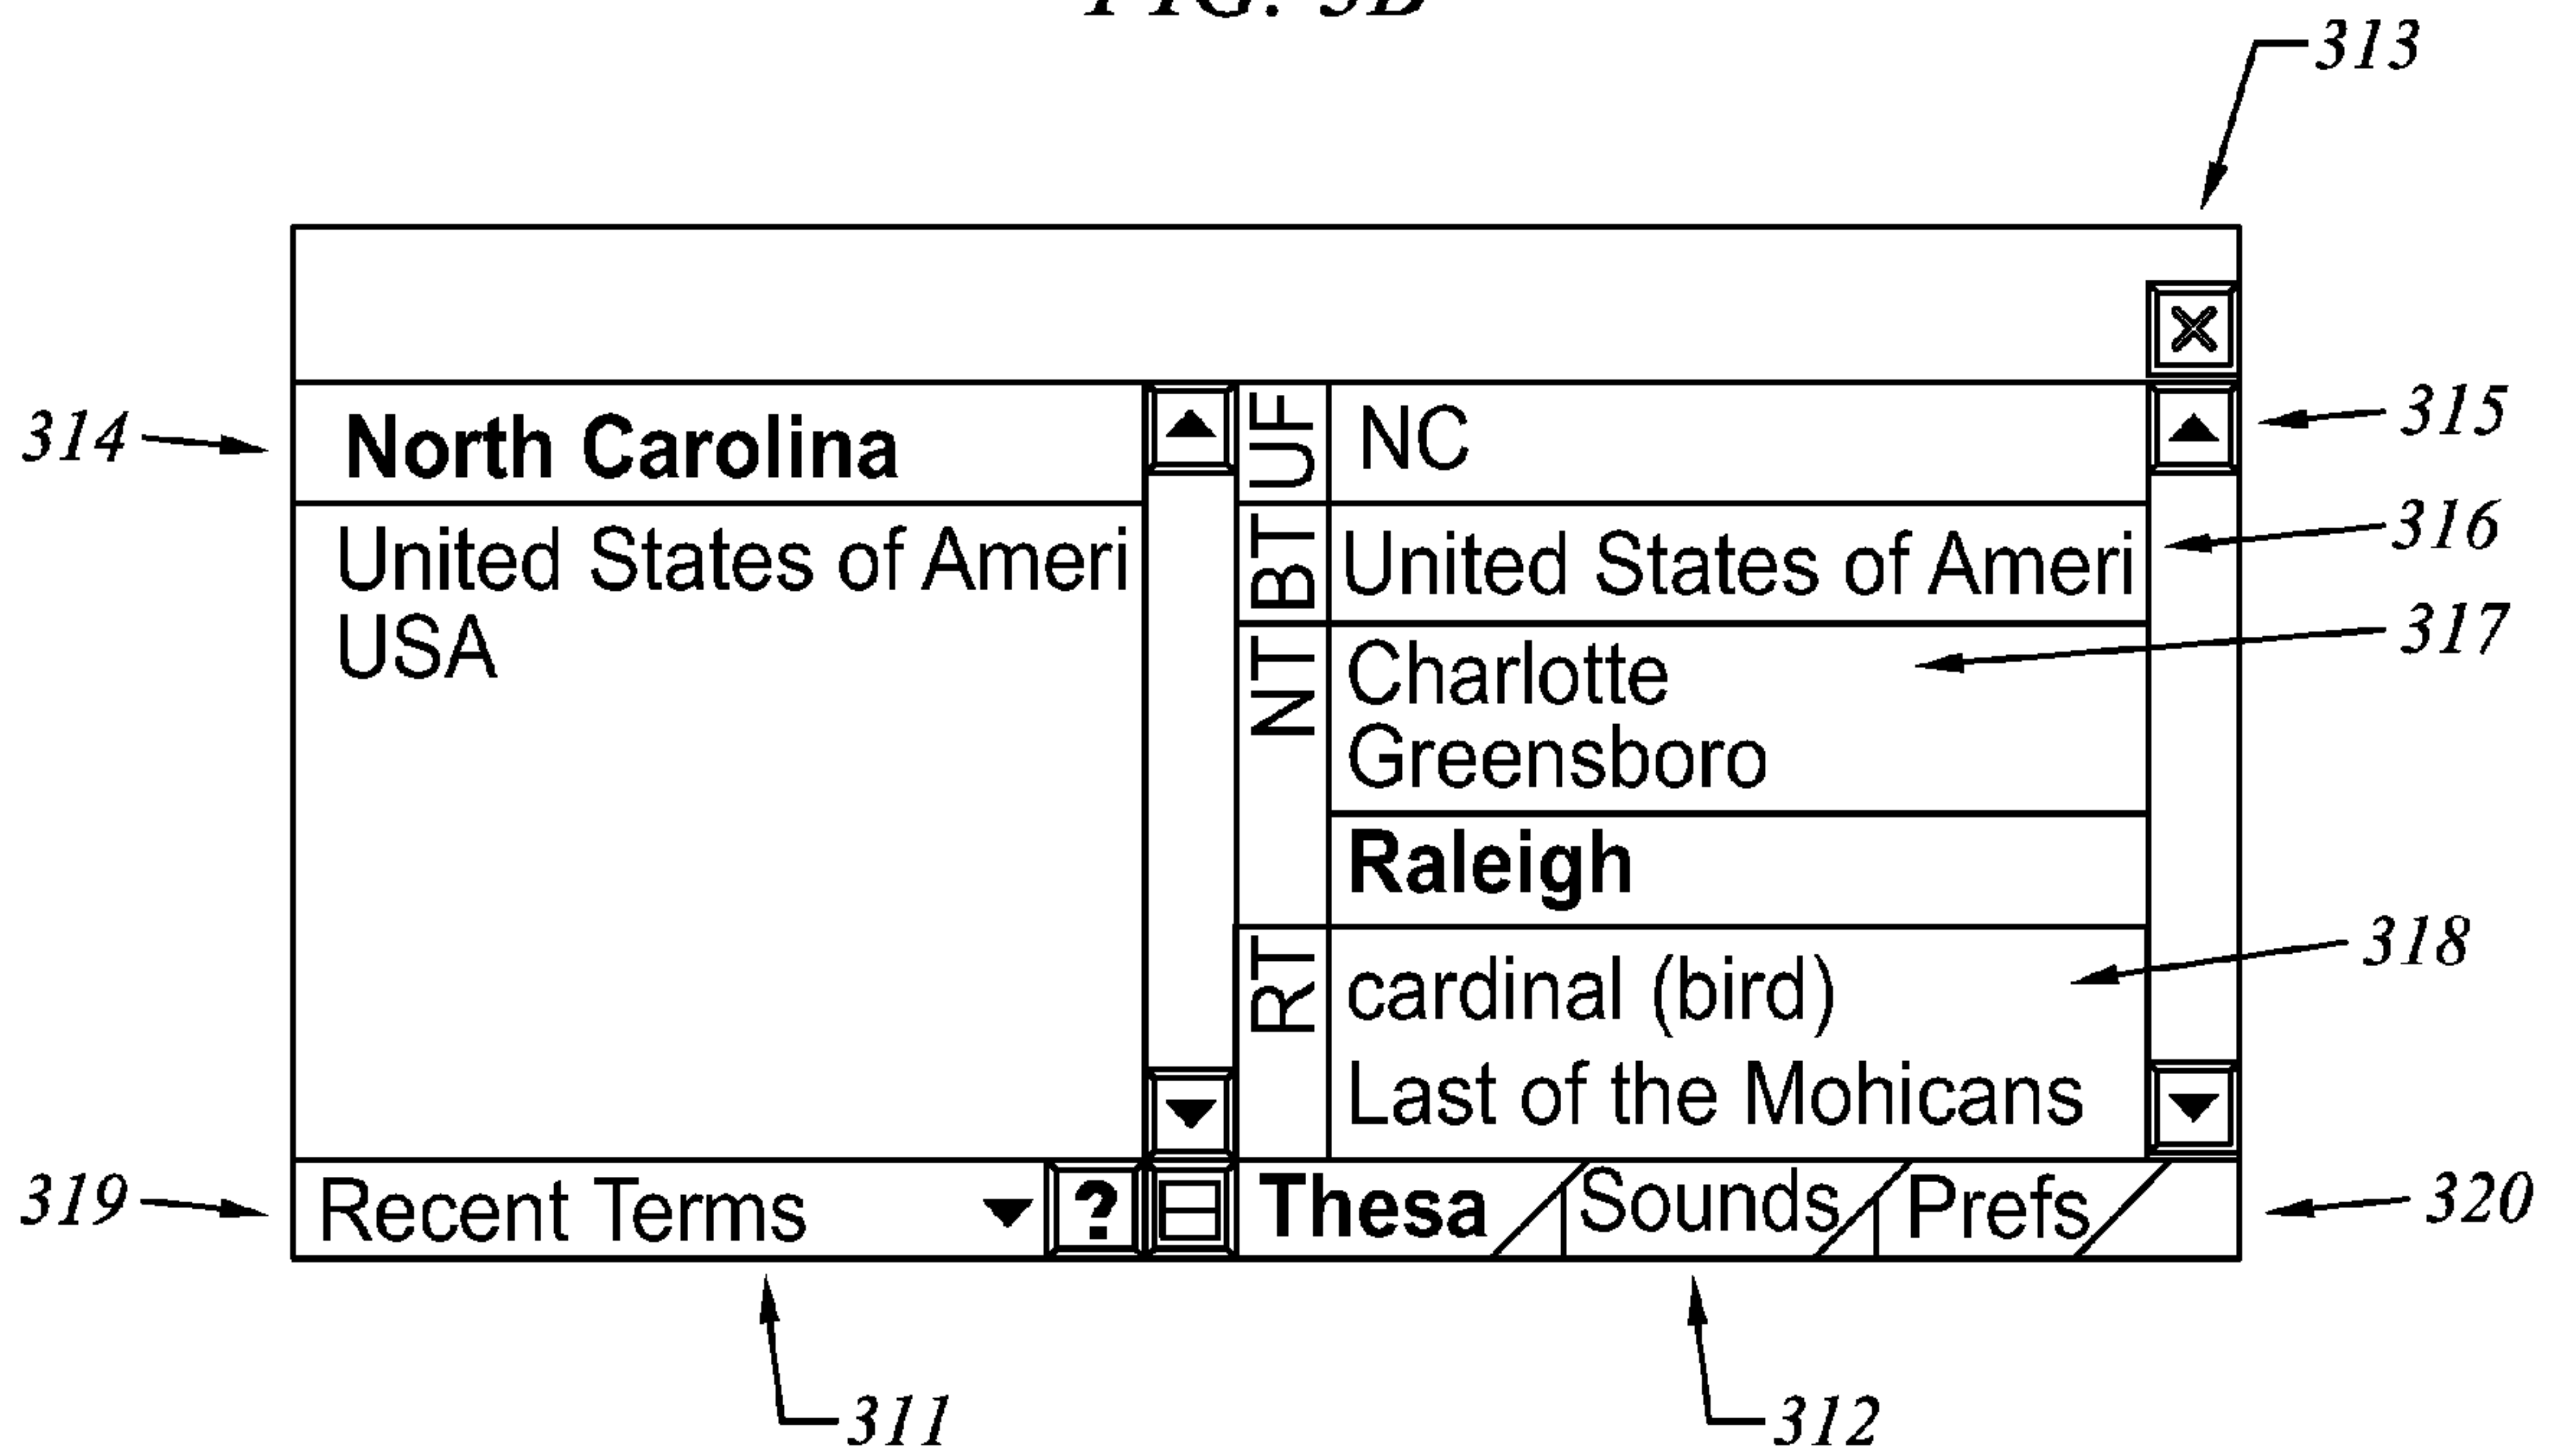 FIG. 3B
313
314
North Carolina
UF
NC
315
United States of Ameri
USA
BT
United States of Ameri
316
NT
Charlotte
Greensboro
317
Raleigh
RT
cardinal (bird)
Last of the Mohicans
318
319
Recent Terms
?
Thesa
Sounds
Prefs
320
311
312